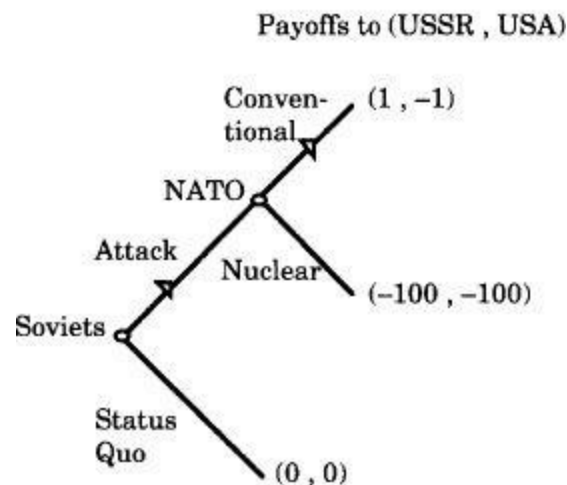 Payoffs to (USSR , USA)
Conven-
tional
(1 , –1)
NATO
Attack
Nuclear
(–100 , –100)
Soviets
Status
Quo
(0 , 0)